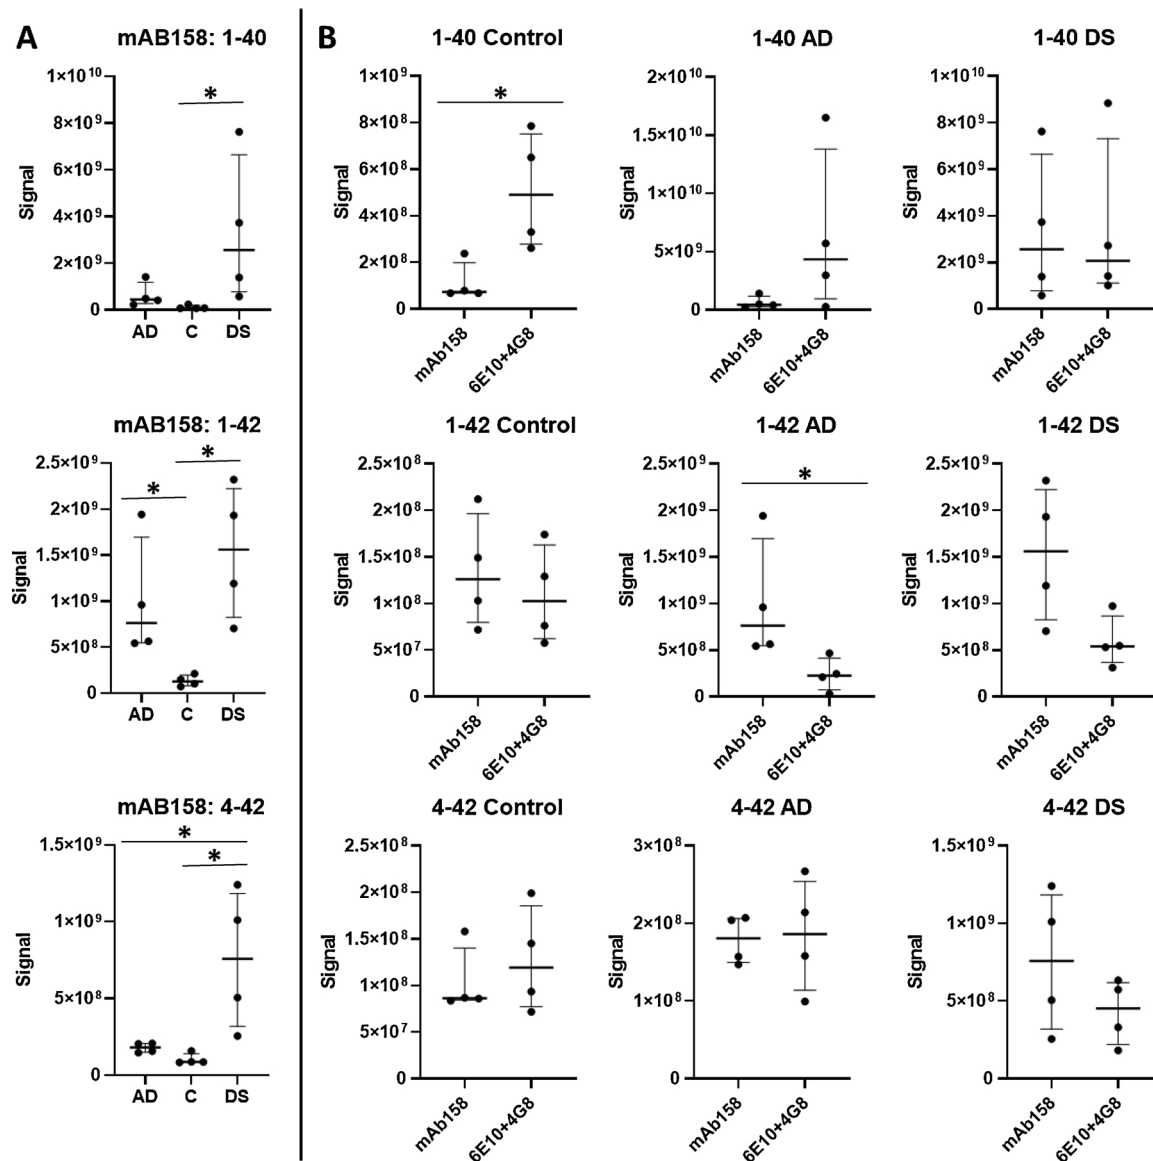 A
mAB158: 1-40
1×10¹⁰
8×10⁹
6×10⁹
4×10⁹
2×10⁹
0
Signal
*
AD C DS
mAB158: 1-42
2.5×10⁹
2×10⁹
1.5×10⁹
1×10⁹
5×10⁸
0
Signal
*
*
AD C DS
mAB158: 4-42
1.5×10⁹
1×10⁹
5×10⁸
0
Signal
*
*
AD C DS
B
1-40 Control
1×10⁹
8×10⁸
6×10⁸
4×10⁸
2×10⁸
0
Signal
*
mAb158 6E10+4G8
1-40 AD
2×10¹⁰
1.5×10¹⁰
1×10¹⁰
5×10⁹
0
Signal
mAb158 6E10+4G8
1-40 DS
1×10¹⁰
8×10⁹
6×10⁹
4×10⁹
2×10⁹
0
Signal
mAb158 6E10+4G8
1-42 Control
2.5×10⁸
2×10⁸
1.5×10⁸
1×10⁸
5×10⁷
0
Signal
mAb158 6E10+4G8
1-42 AD
2.5×10⁹
2×10⁹
1.5×10⁹
1×10⁹
5×10⁸
0
Signal
*
mAb158 6E10+4G8
1-42 DS
2.5×10⁹
2×10⁹
1.5×10⁹
1×10⁹
5×10⁸
0
Signal
mAb158 6E10+4G8
4-42 Control
2.5×10⁸
2×10⁸
1.5×10⁸
1×10⁸
5×10⁷
0
Signal
mAb158 6E10+4G8
4-42 AD
3×10⁸
2×10⁸
1×10⁸
0
Signal
mAb158 6E10+4G8
4-42 DS
1.5×10⁹
1×10⁹
5×10⁸
0
Signal
mAb158 6E10+4G8